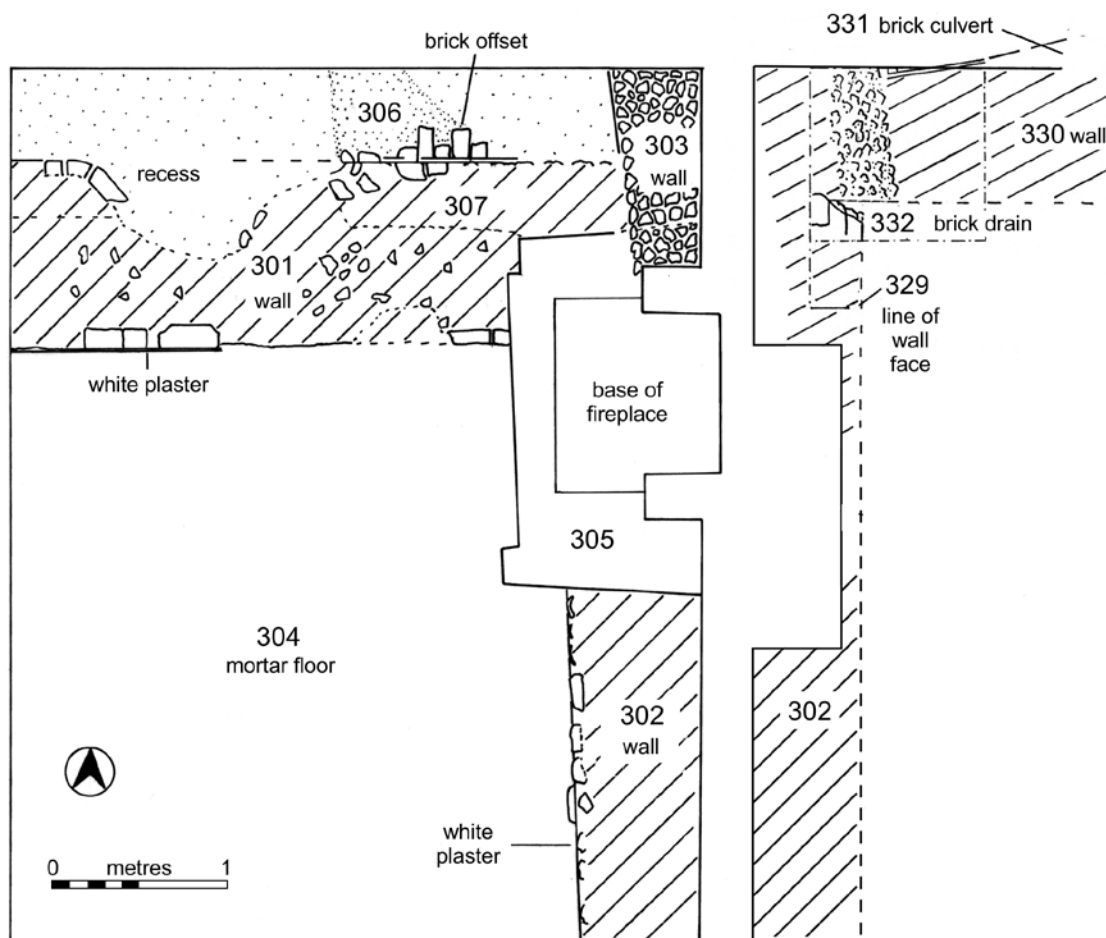 331 brick culvert
brick offset
306
303
wall
330 wall
recess
307
332 brick drain
301
wall
329
line of
wall
face
white plaster
base of
fireplace
305
304
mortar floor
302
wall
302
white
plaster
0 metres 1